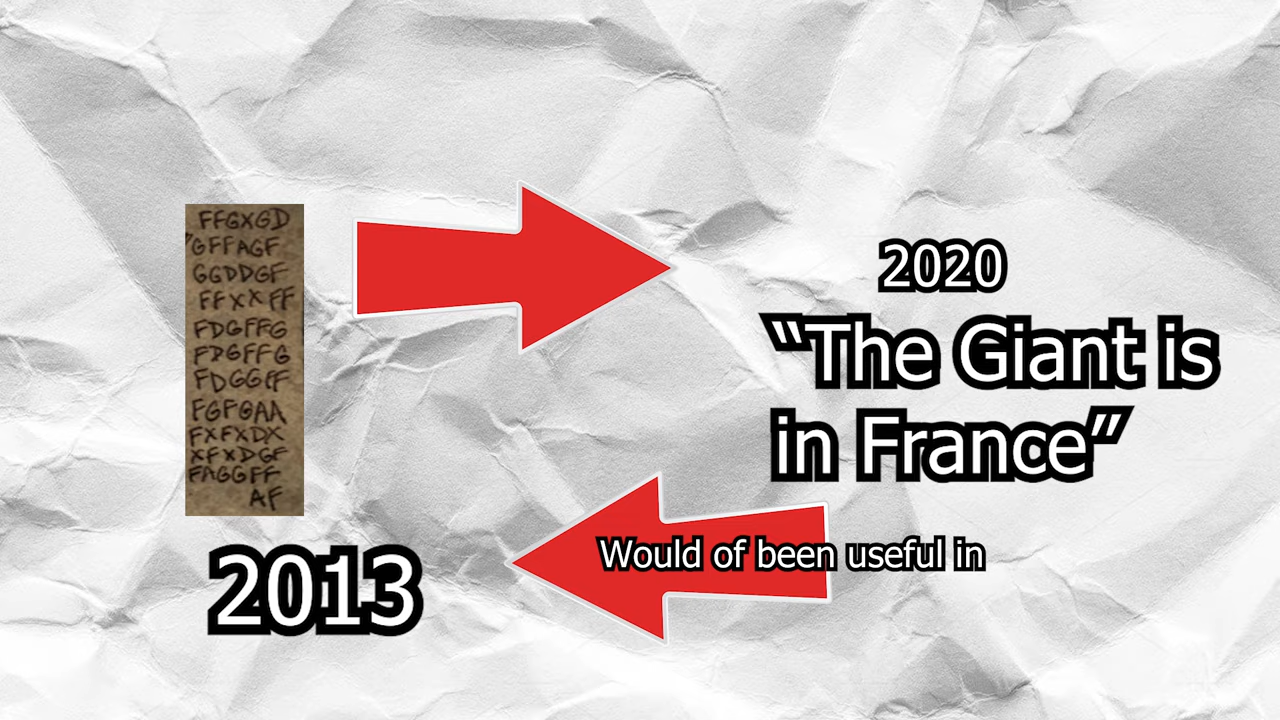 FFGXGD
GFFAGF
GGDDGF
FFXXFF
FDGFFG
FDGFFG
FDGGFF
FGFGAA
FXFXDX
XFXDGF
FAGGFF
AF
2013
2020
“The Giant is
in France”
Would of been useful in